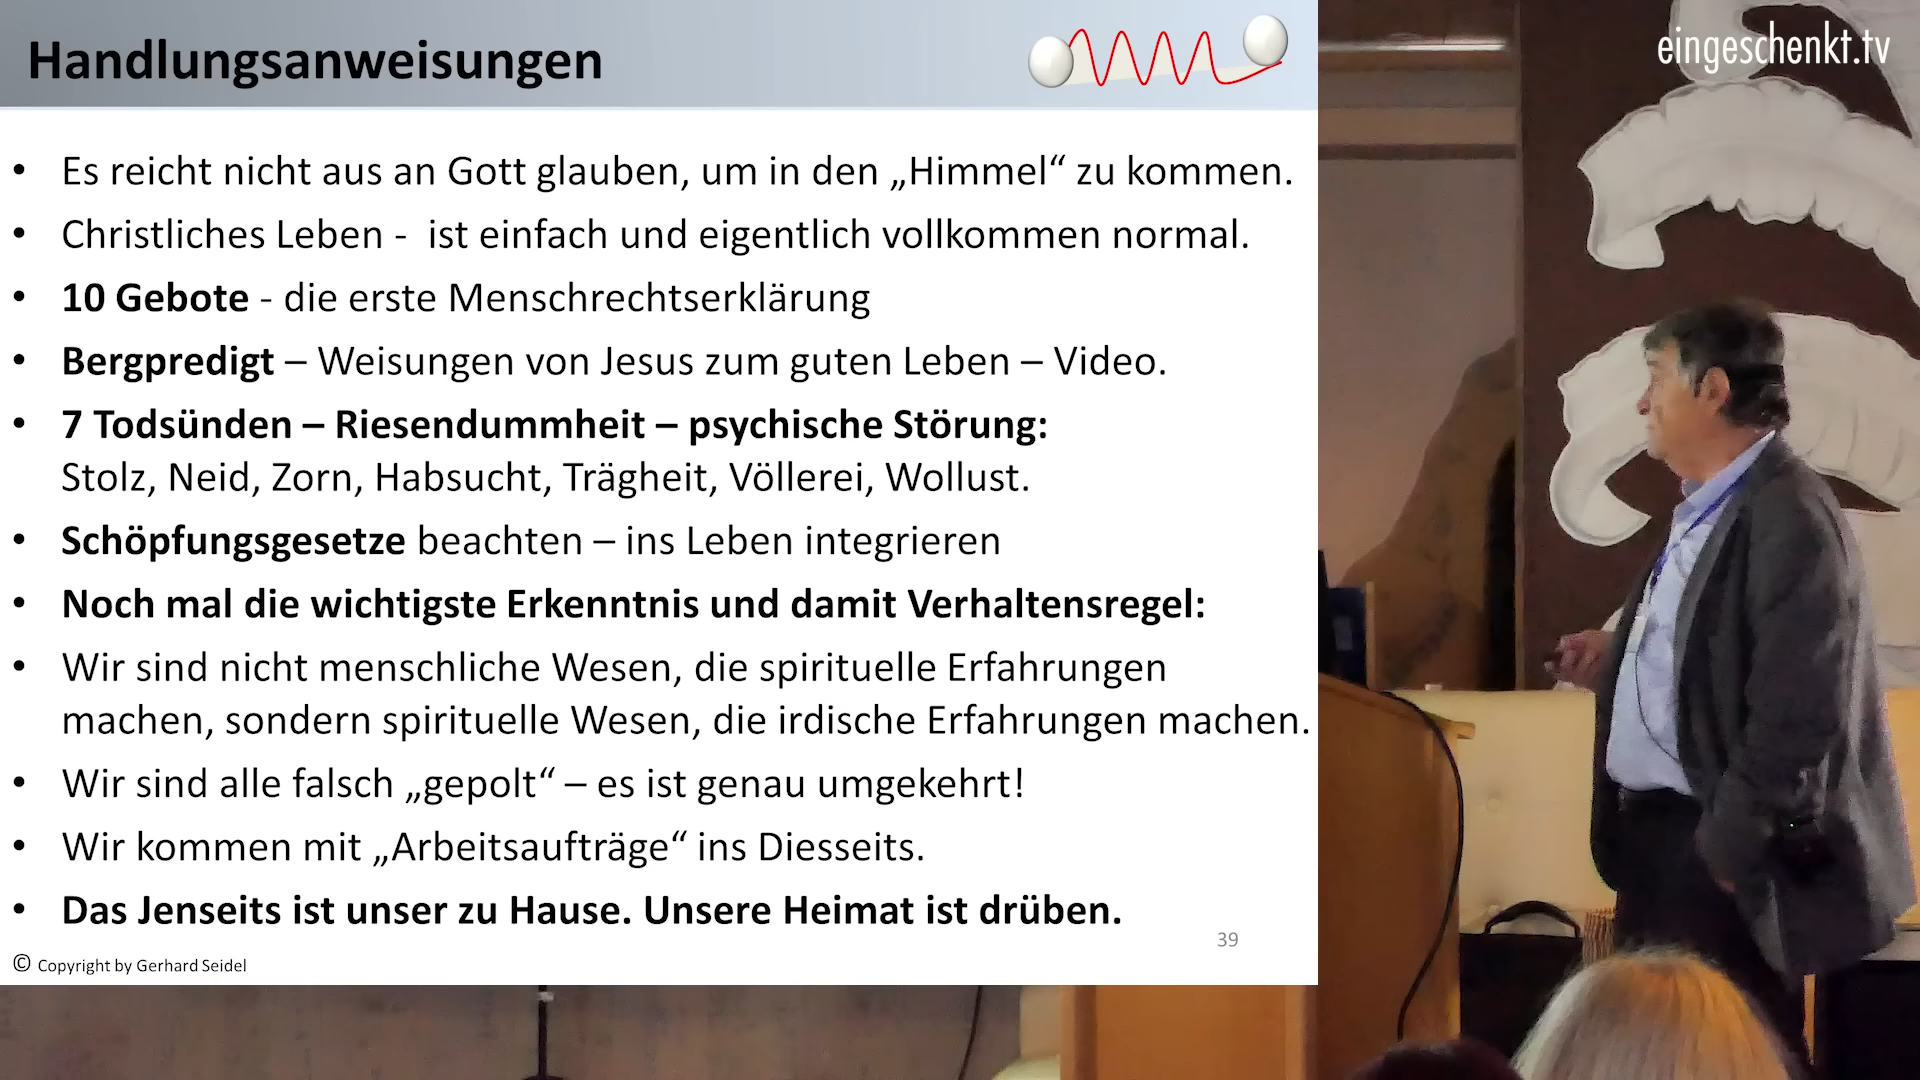 Handlungsanweisungen
eingeschenkt.tv
• Es reicht nicht aus an Gott glauben, um in den „Himmel“ zu kommen.
• Christliches Leben - ist einfach und eigentlich vollkommen normal.
• 10 Gebote - die erste Menschrechtserklärung
• Bergpredigt – Weisungen von Jesus zum guten Leben – Video.
• 7 Todsünden – Riesendummheit – psychische Störung:
Stolz, Neid, Zorn, Habsucht, Trägheit, Völlerei, Wollust.
• Schöpfungsgesetze beachten – ins Leben integrieren
• Noch mal die wichtigste Erkenntnis und damit Verhaltensregel:
• Wir sind nicht menschliche Wesen, die spirituelle Erfahrungen
machen, sondern spirituelle Wesen, die irdische Erfahrungen machen.
• Wir sind alle falsch „gepolt“ – es ist genau umgekehrt!
• Wir kommen mit „Arbeitsaufträge“ ins Diesseits.
• Das Jenseits ist unser zu Hause. Unsere Heimat ist drüben.
39
© Copyright by Gerhard Seidel